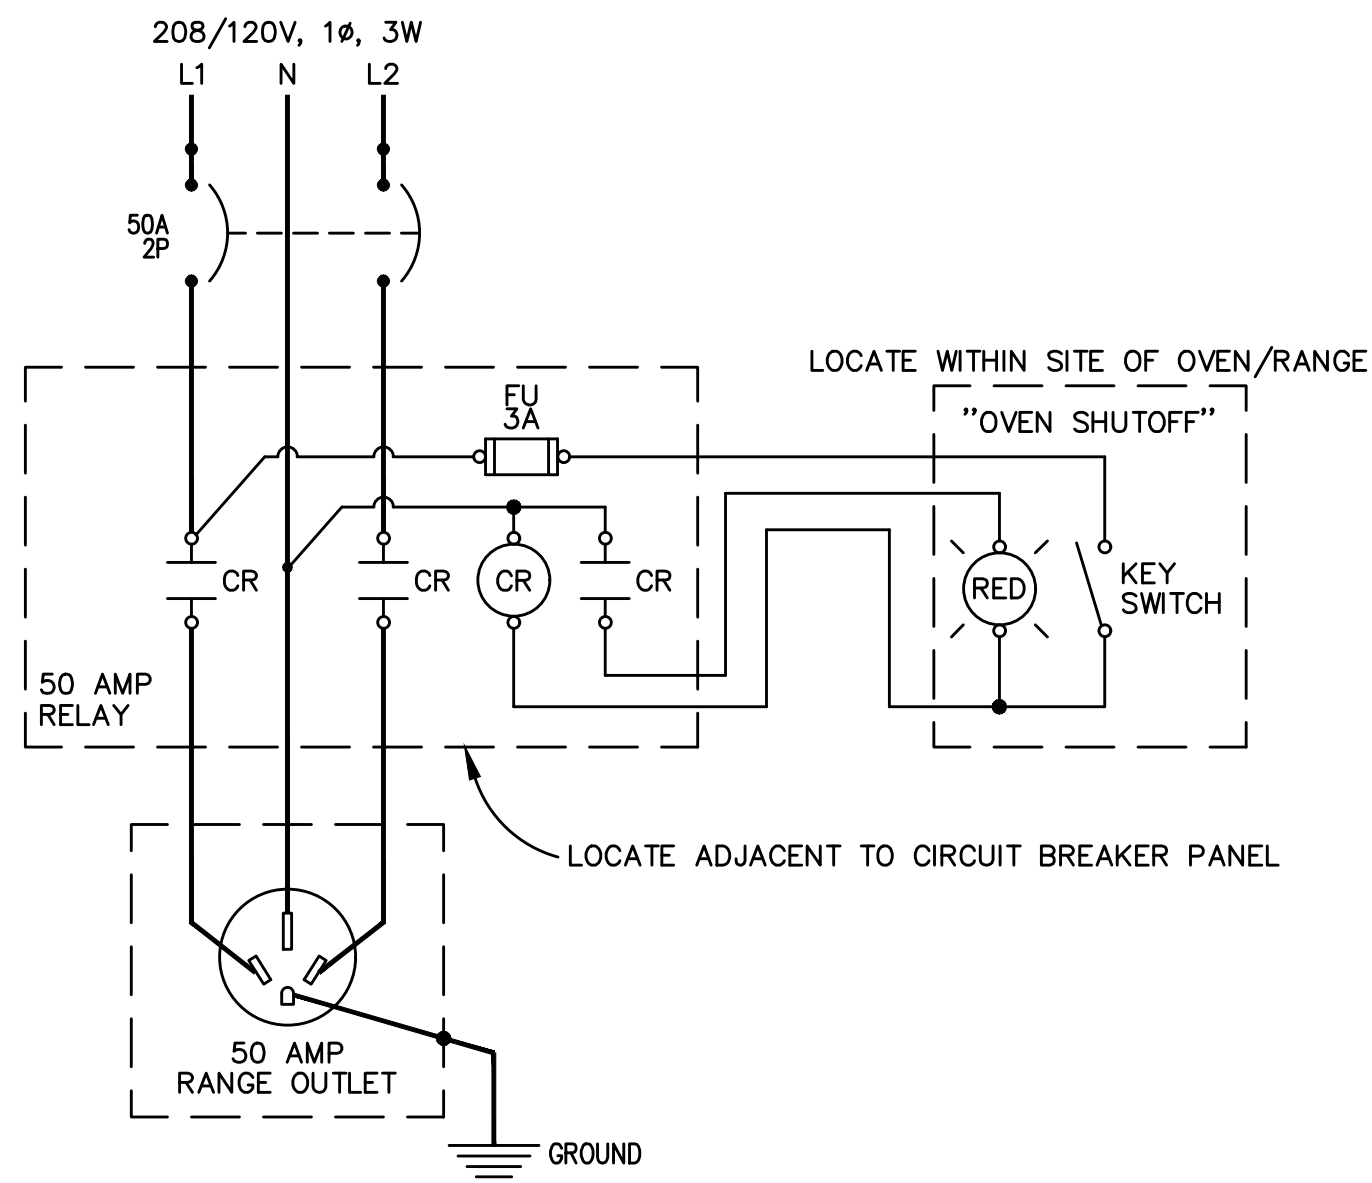 208/120V, 1ø, 3W
L1 N L2
50A
2P
LOCATE WITHIN SITE OF OVEN/RANGE
"OVEN SHUTOFF"
FU
3A
CR
CR
CR
CR
RED
KEY
SWITCH
50 AMP
RELAY
LOCATE ADJACENT TO CIRCUIT BREAKER PANEL
50 AMP
RANGE OUTLET
GROUND